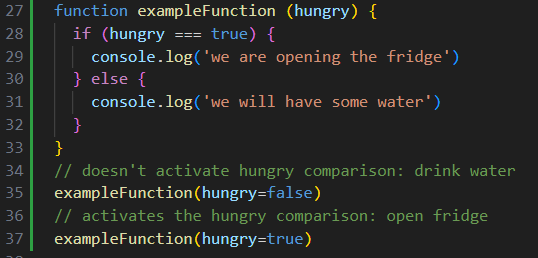 27 function exampleFunction (hungry) {
28 if (hungry === true) {
29 console.log('we are opening the fridge')
30 } else {
31 console.log('we will have some water')
32 }
33 }
34 // doesn't activate hungry comparison: drink water
35 exampleFunction(hungry=false)
36 // activates the hungry comparison: open fridge
37 exampleFunction(hungry=true)